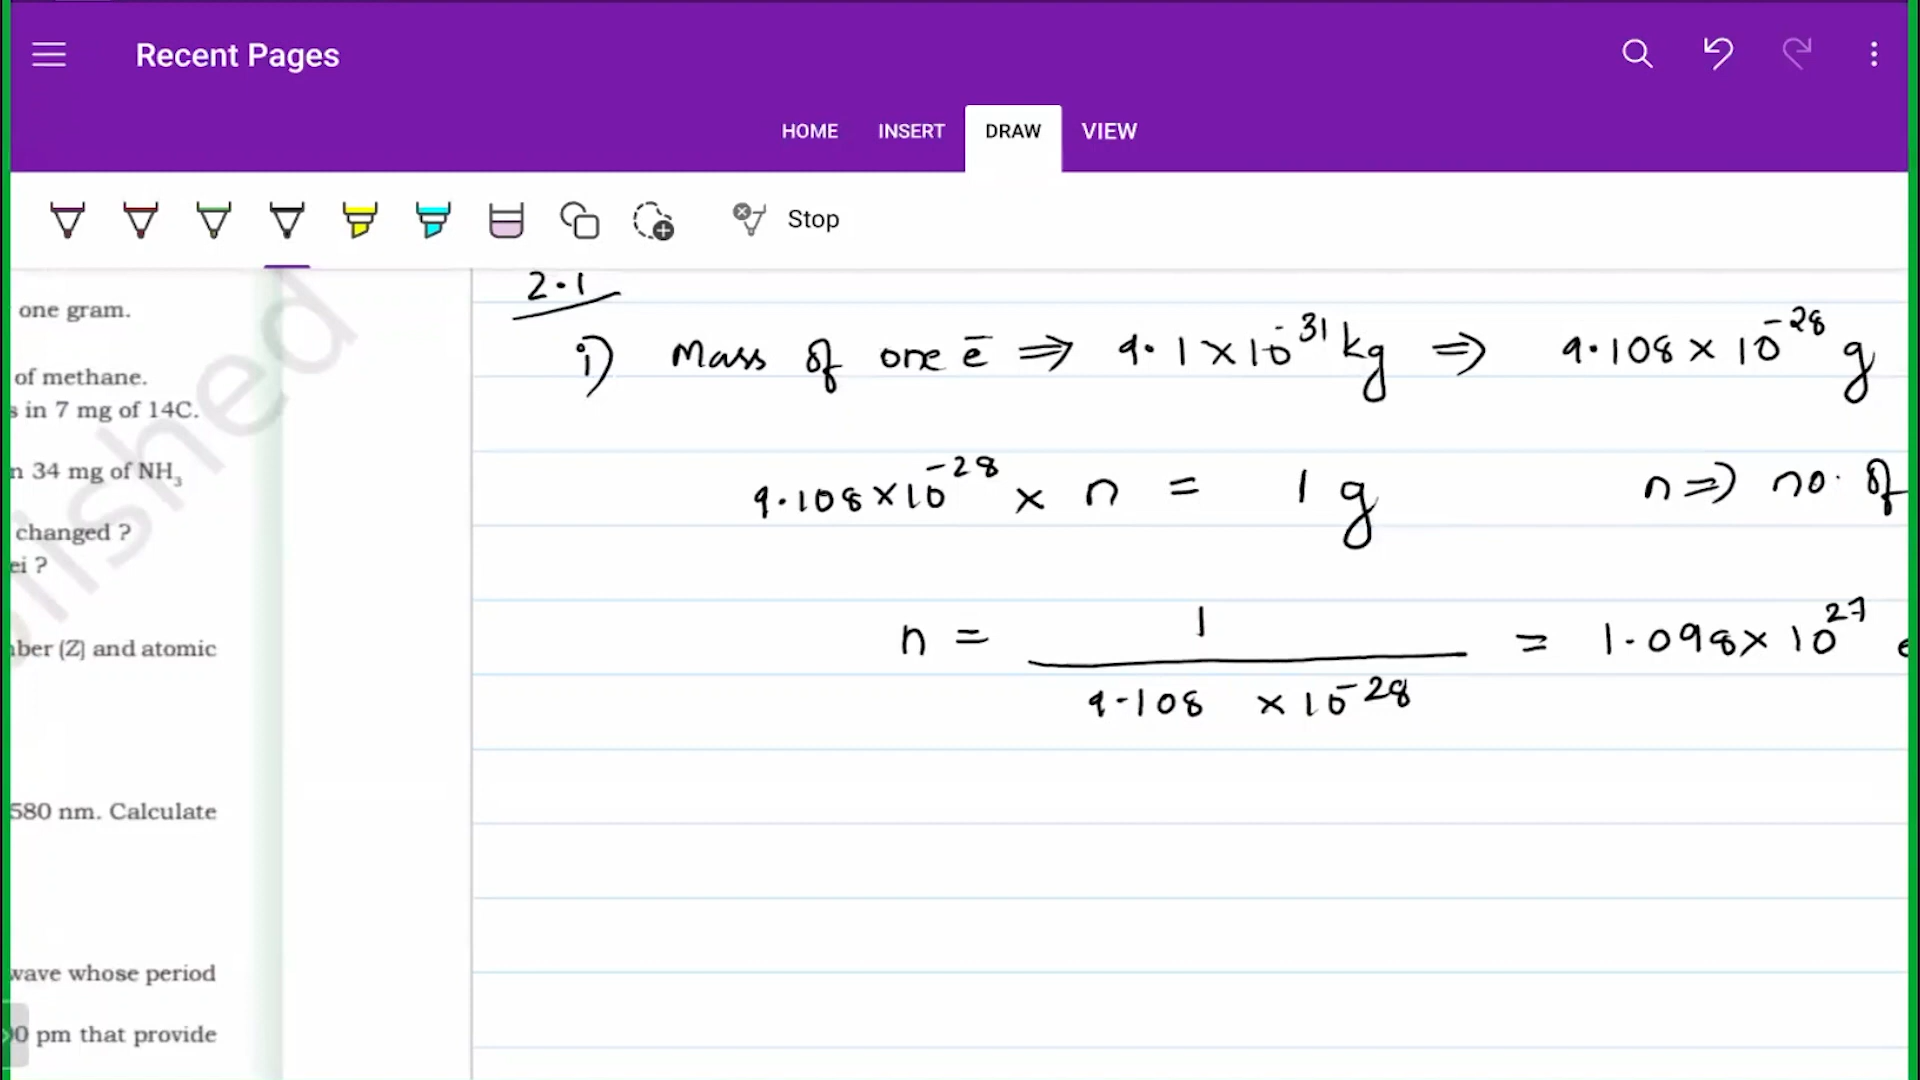 Recent Pages
HOME INSERT DRAW VIEW
Stop
one gram.
of methane.
s in 7 mg of 14C.
n 34 mg of NH₃
changed ?
ei ?
ber (Z) and atomic
580 nm. Calculate
wave whose period
0 pm that provide
lished
2.1
i) Mass of one e⁻ ⇒ 9.1 × 10⁻³¹ kg ⇒ 9.108 × 10⁻²⁸ g
9.108 × 10⁻²⁸ × n = 1 g n ⇒ no. of
n = 1 / 9.108 × 10⁻²⁸ = 1.098 × 10²⁷